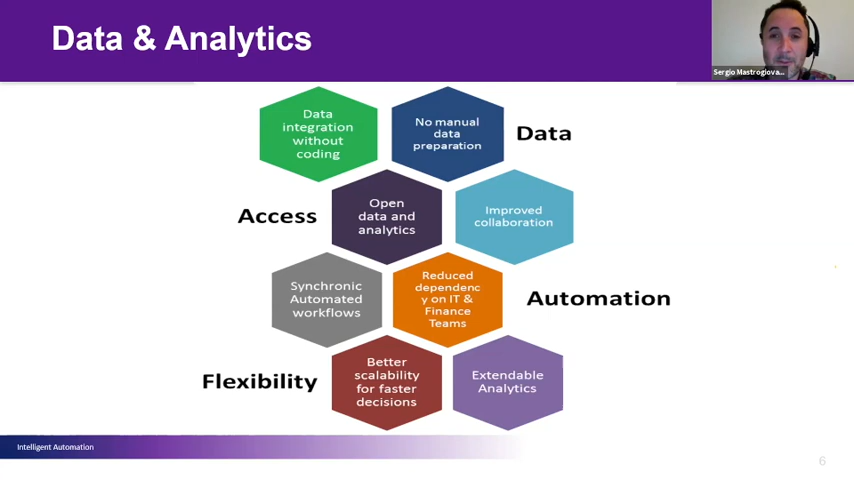 Data & Analytics
Sergio Mastrogiova...
Data
integration
without
coding
No manual
data
preparation
Data
Access
Open
data and
analytics
Improved
collaboration
Synchronic
Automated
workflows
Reduced
dependenc
y on IT &
Finance
Teams
Automation
Flexibility
Better
scalability
for faster
decisions
Extendable
Analytics
Intelligent Automation
6